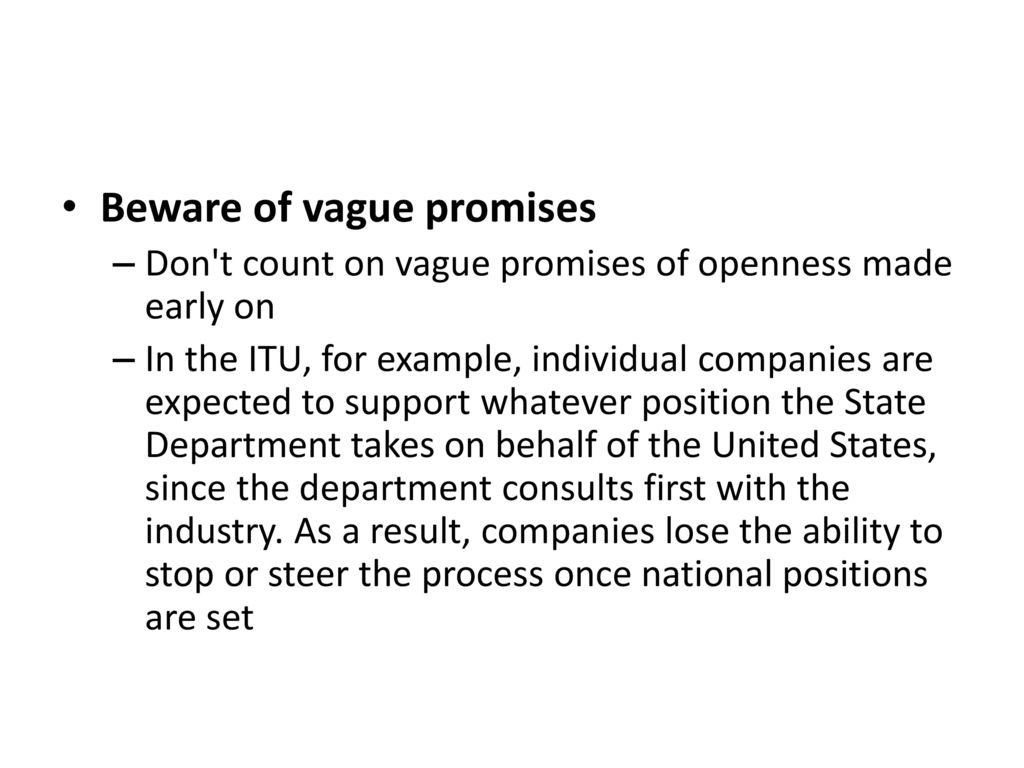 • Beware of vague promises
– Don't count on vague promises of openness made
early on
– In the ITU, for example, individual companies are
expected to support whatever position the State
Department takes on behalf of the United States,
since the department consults first with the
industry. As a result, companies lose the ability to
stop or steer the process once national positions
are set